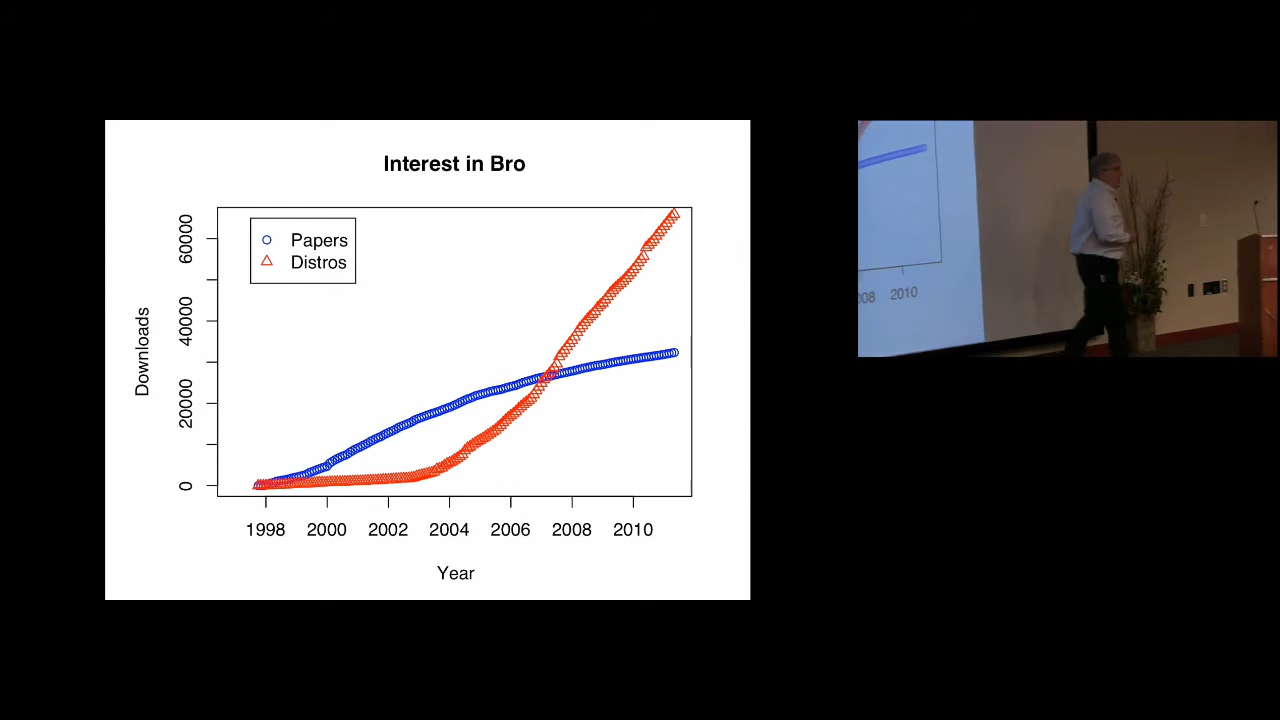 Interest in Bro
Papers
Distros
Downloads
60000
40000
20000
0
1998 2000 2002 2004 2006 2008 2010
Year
008 2010